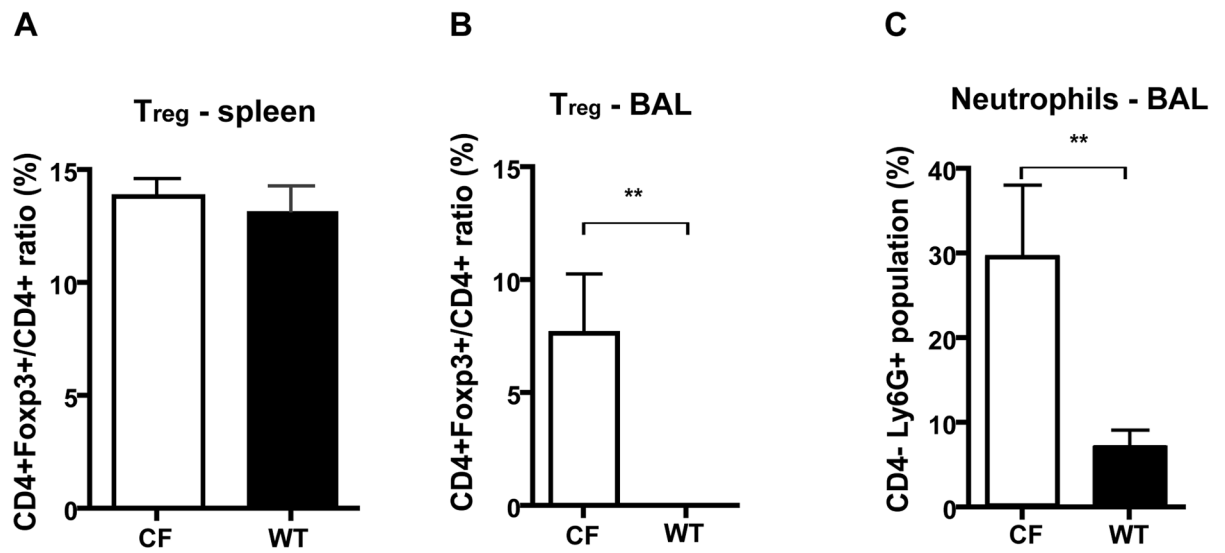 A
Treg - spleen
CD4+Foxp3+/CD4+ ratio (%)
15
10
5
0
CF WT
B
Treg - BAL
CD4+Foxp3+/CD4+ ratio (%)
15
10
5
0
**
CF WT
C
Neutrophils - BAL
CD4- Ly6G+ population (%)
40
30
20
10
0
**
CF WT